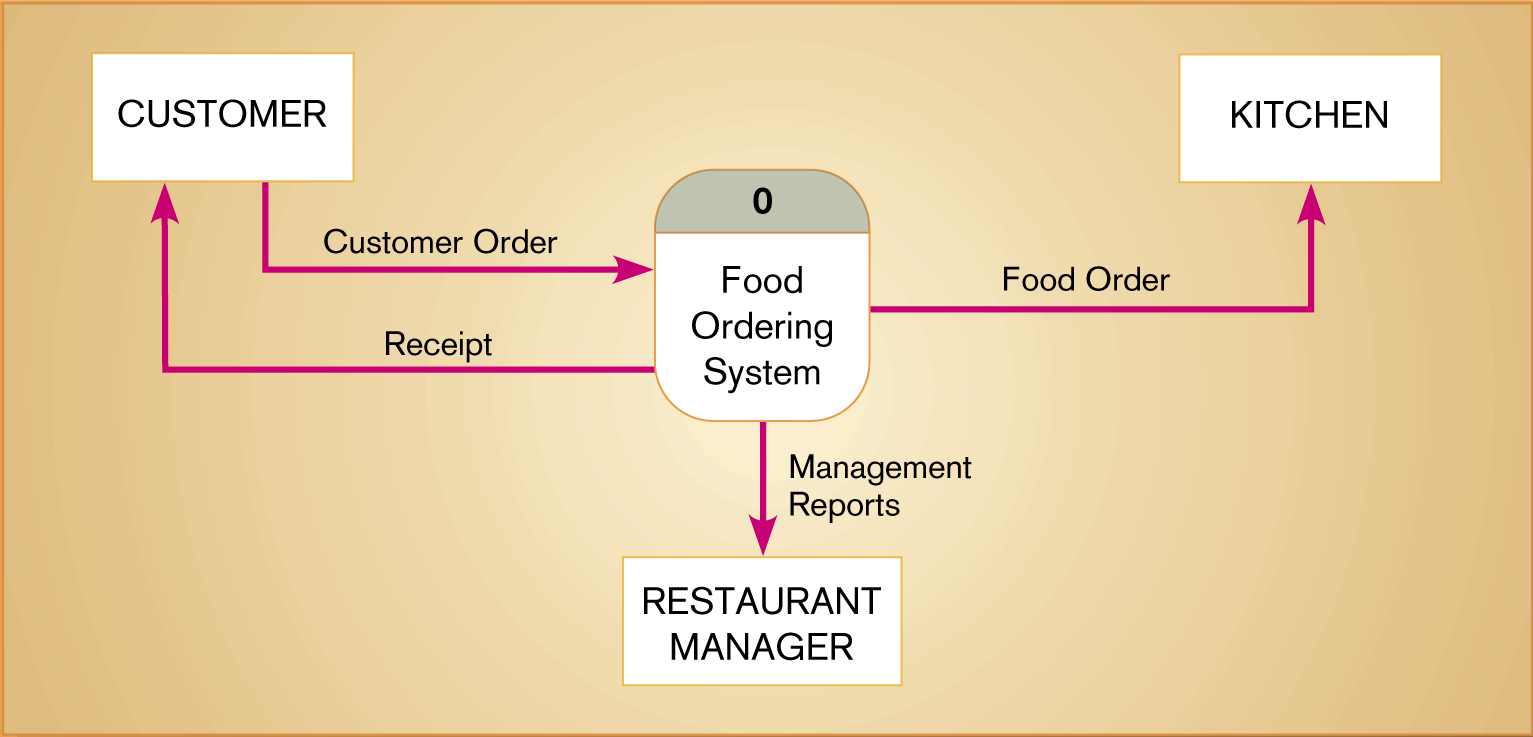 CUSTOMER
KITCHEN
0
Customer Order
Food
Ordering
System
Food Order
Receipt
Management
Reports
RESTAURANT
MANAGER